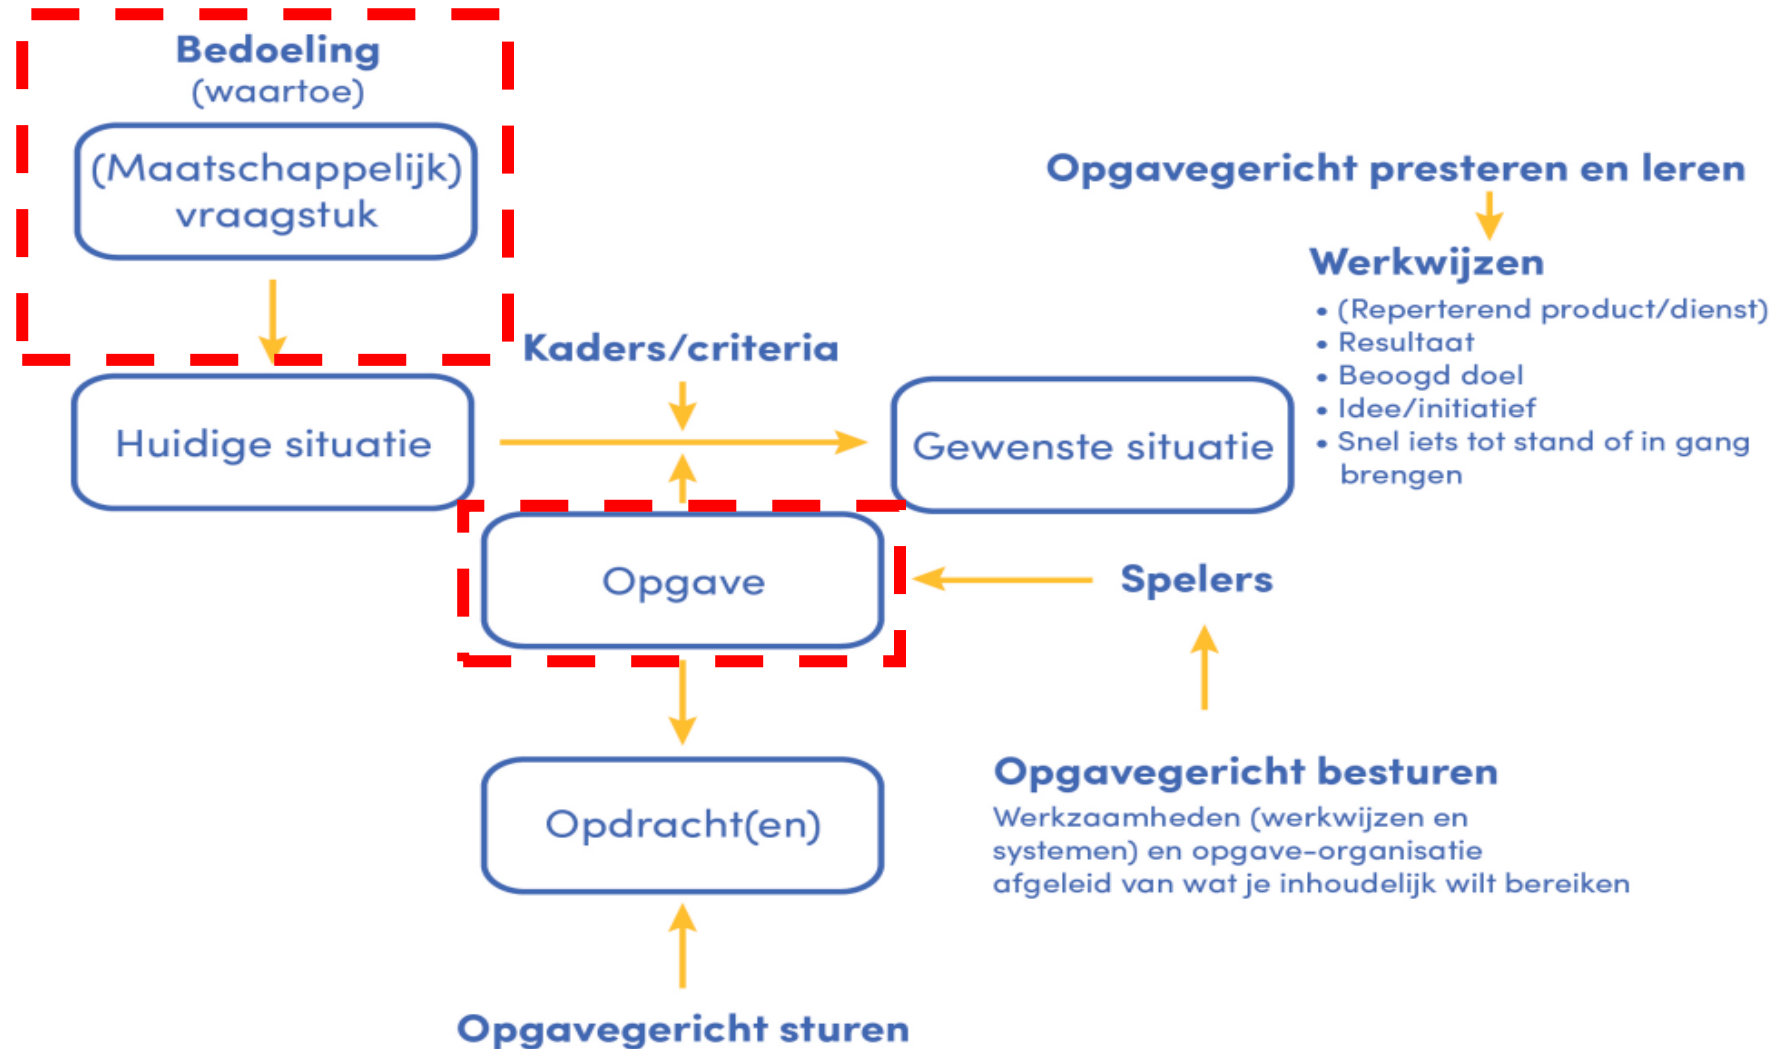 Bedoeling
(waartoe)
(Maatschappelijk)
vraagstuk
Opgavegericht presteren en leren
Werkwijzen
• (Reperterend product/dienst)
• Resultaat
• Beoogd doel
• Idee/initiatief
• Snel iets tot stand of in gang
brengen
Kaders/criteria
Huidige situatie
Gewenste situatie
Opgave
Spelers
Opdracht(en)
Opgavegericht besturen
Werkzaamheden (werkwijzen en
systemen) en opgave-organisatie
afgeleid van wat je inhoudelijk wilt bereiken
Opgavegericht sturen